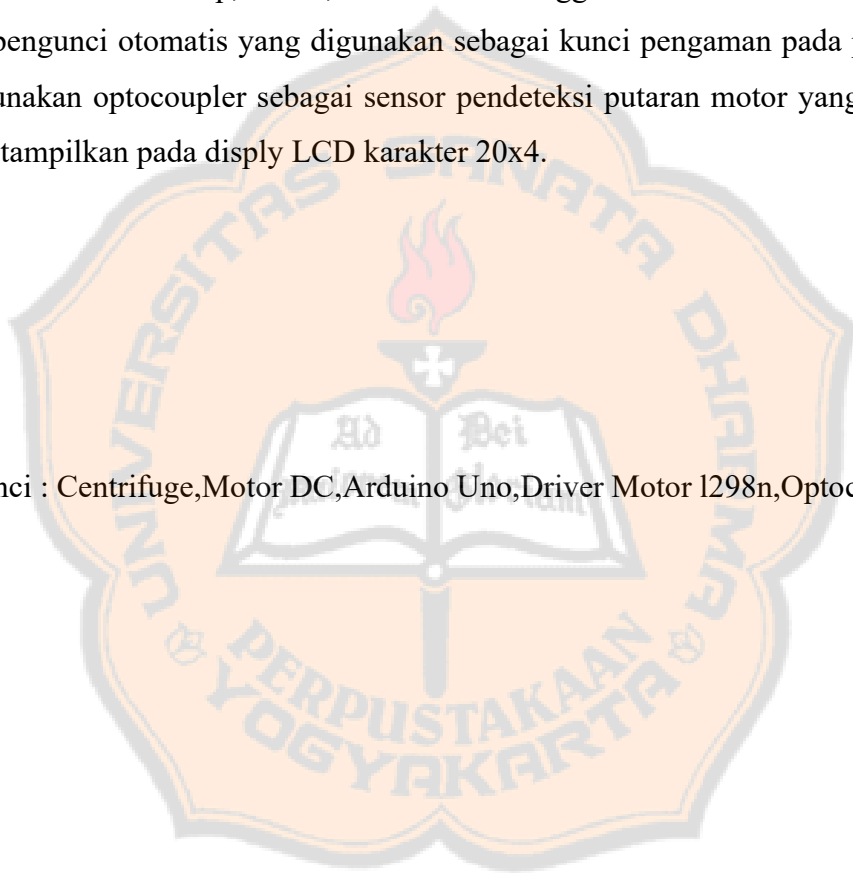 pengunci otomatis yang digunakan sebagai kunci pengaman pada
unakan optocoupler sebagai sensor pendeteksi putaran motor yang
tampilkan pada disply LCD karakter 20x4.
UNIVERSITAS SANATA DHARMA
Ad Dei
nci : Centrifuge,Motor DC,Arduino Uno,Driver Motor l298n,Optoc
PERPUSTAKAAN
YOGYAKARTA